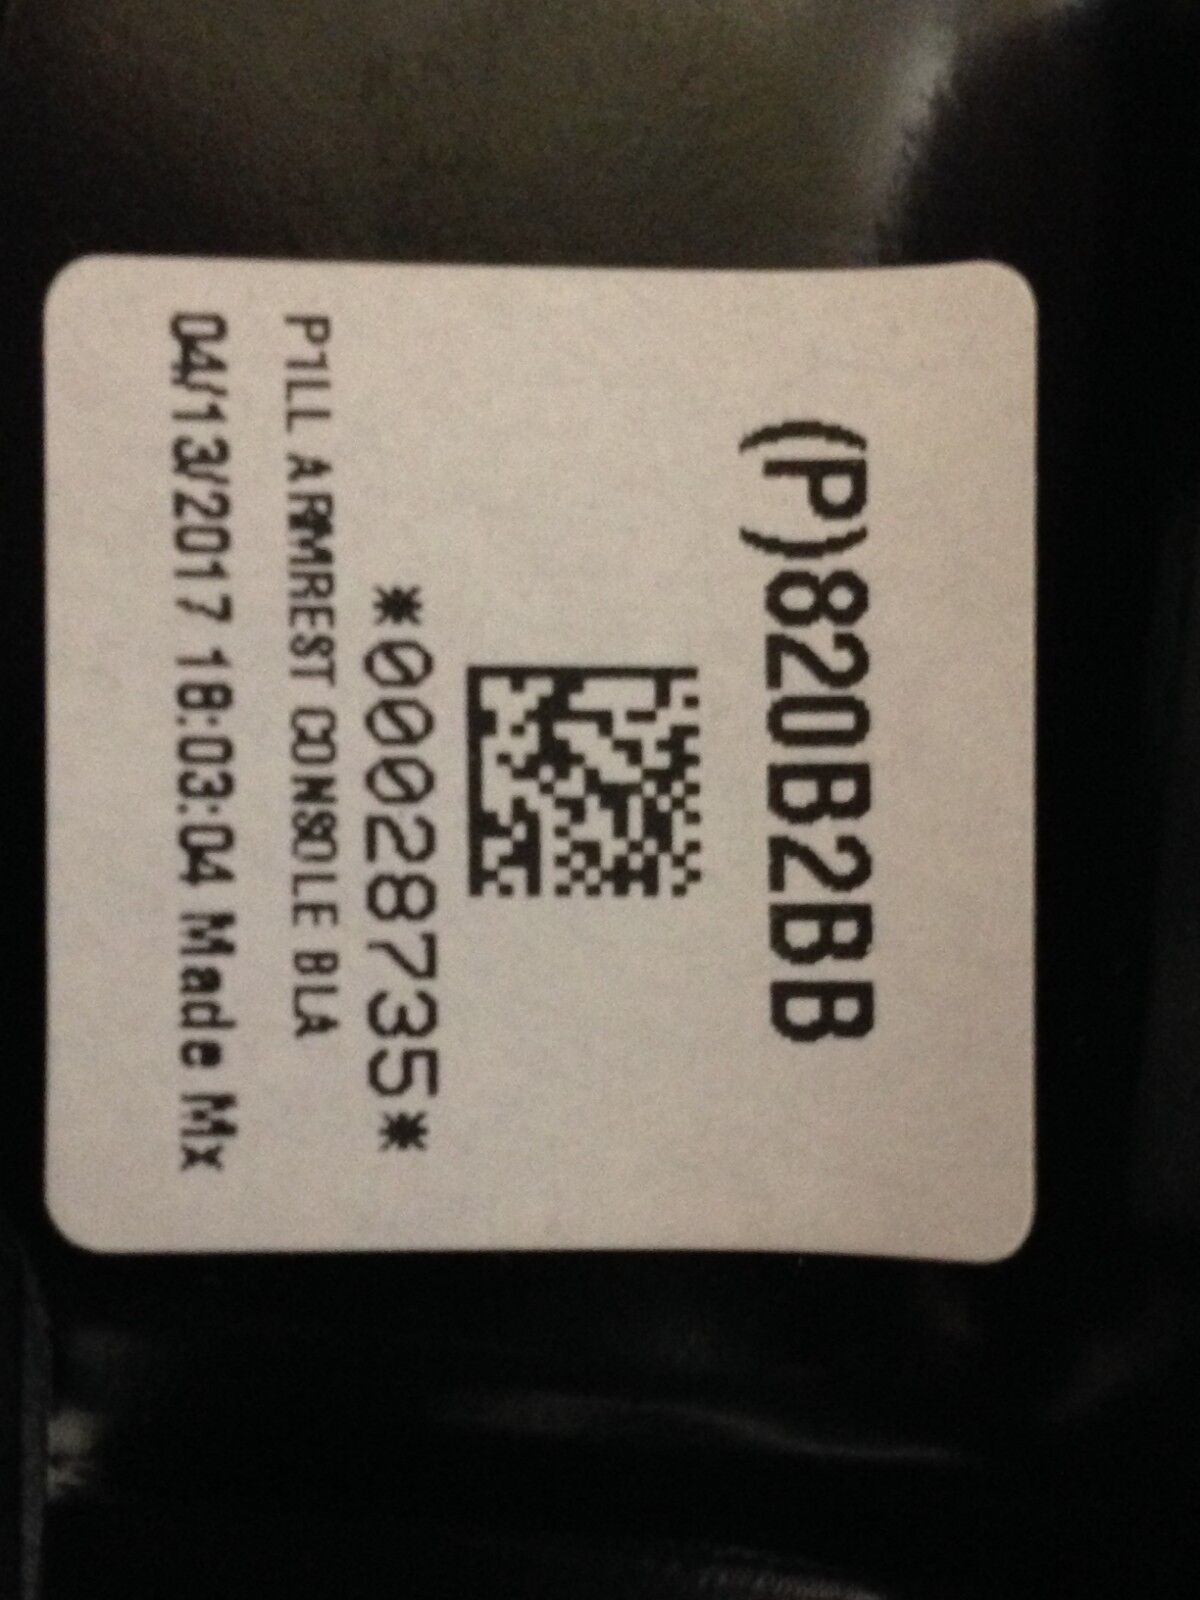 (P)820B2BB
*00028735*
P1LL ARMREST CONSOLE BLA
04/13/2017 18:03:04 Made Mx